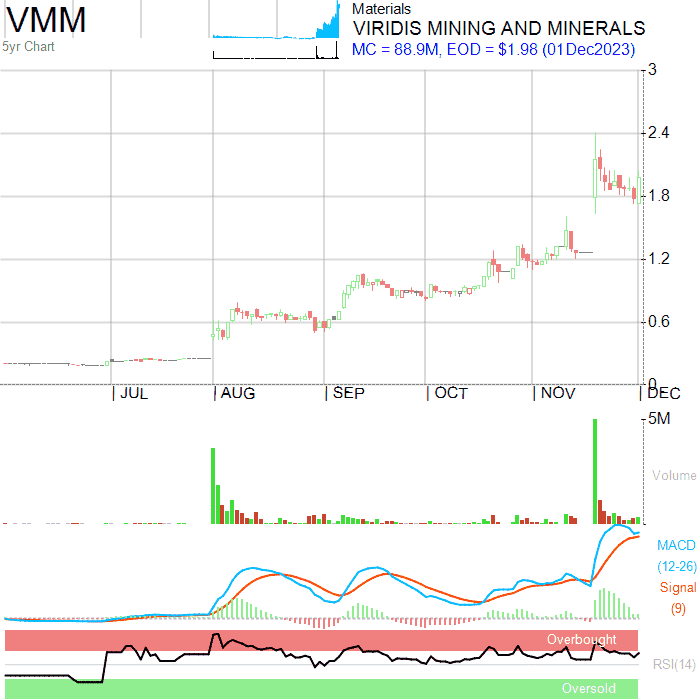 VMM
5yr Chart
Materials
VIRIDIS MINING AND MINERALS
MC = 88.9M, EOD = $1.98 (01Dec2023)
3
2.4
1.8
1.2
0.6
0
JUL AUG SEP OCT NOV DEC
5M
Volume
MACD
(12-26)
Signal
(9)
Overbought
RSI(14)
Oversold